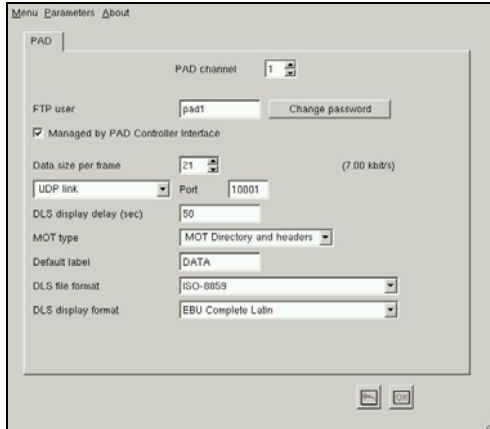 Menu Parameters About
PAD
PAD channel 1
FTP user pad1 Change password
Managed by PAD Controller Interface
Data size per frame 21 (7.00 kbit/s)
UDP link Port 10001
DLS display delay (sec) 50
MOT type MOT Directory and headers
Default label DATA
DLS file format ISO-8859
DLS display format EBU Complete Latin
OK